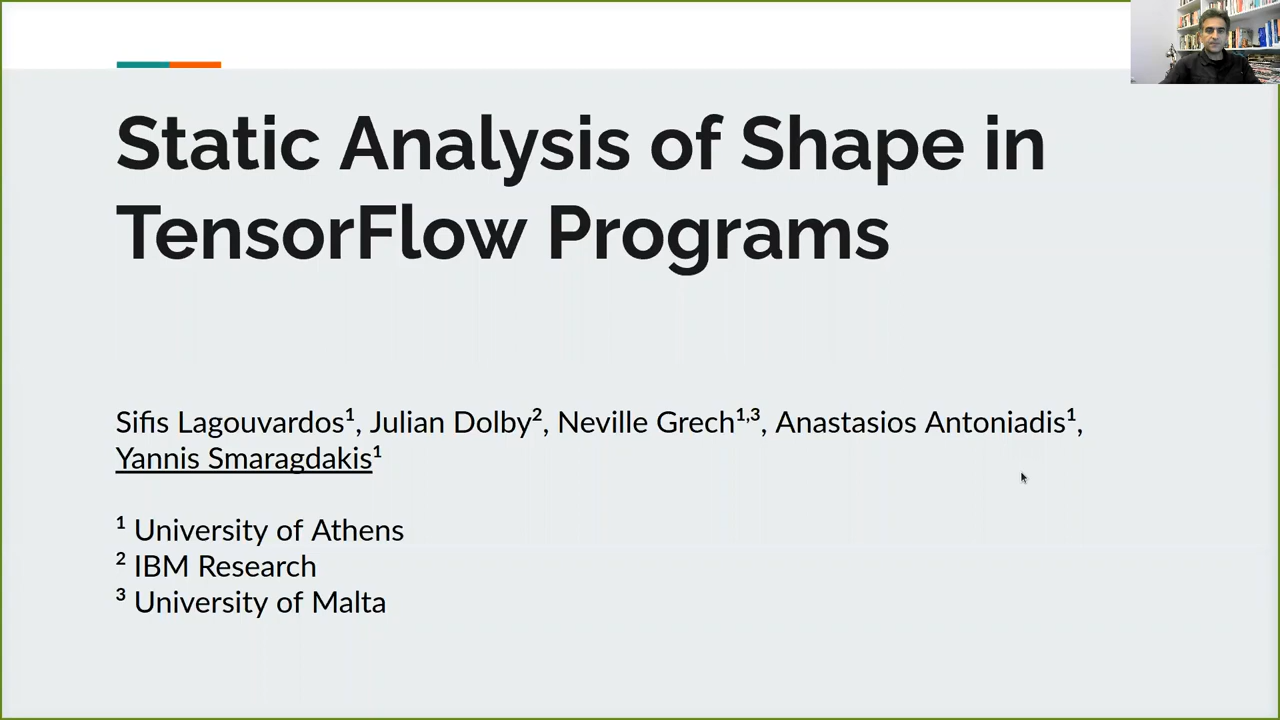 Static Analysis of Shape in
TensorFlow Programs
Sifis Lagouvardos¹, Julian Dolby², Neville Grech¹,³, Anastasios Antoniadis¹,
Yannis Smaragdakis¹
¹ University of Athens
² IBM Research
³ University of Malta